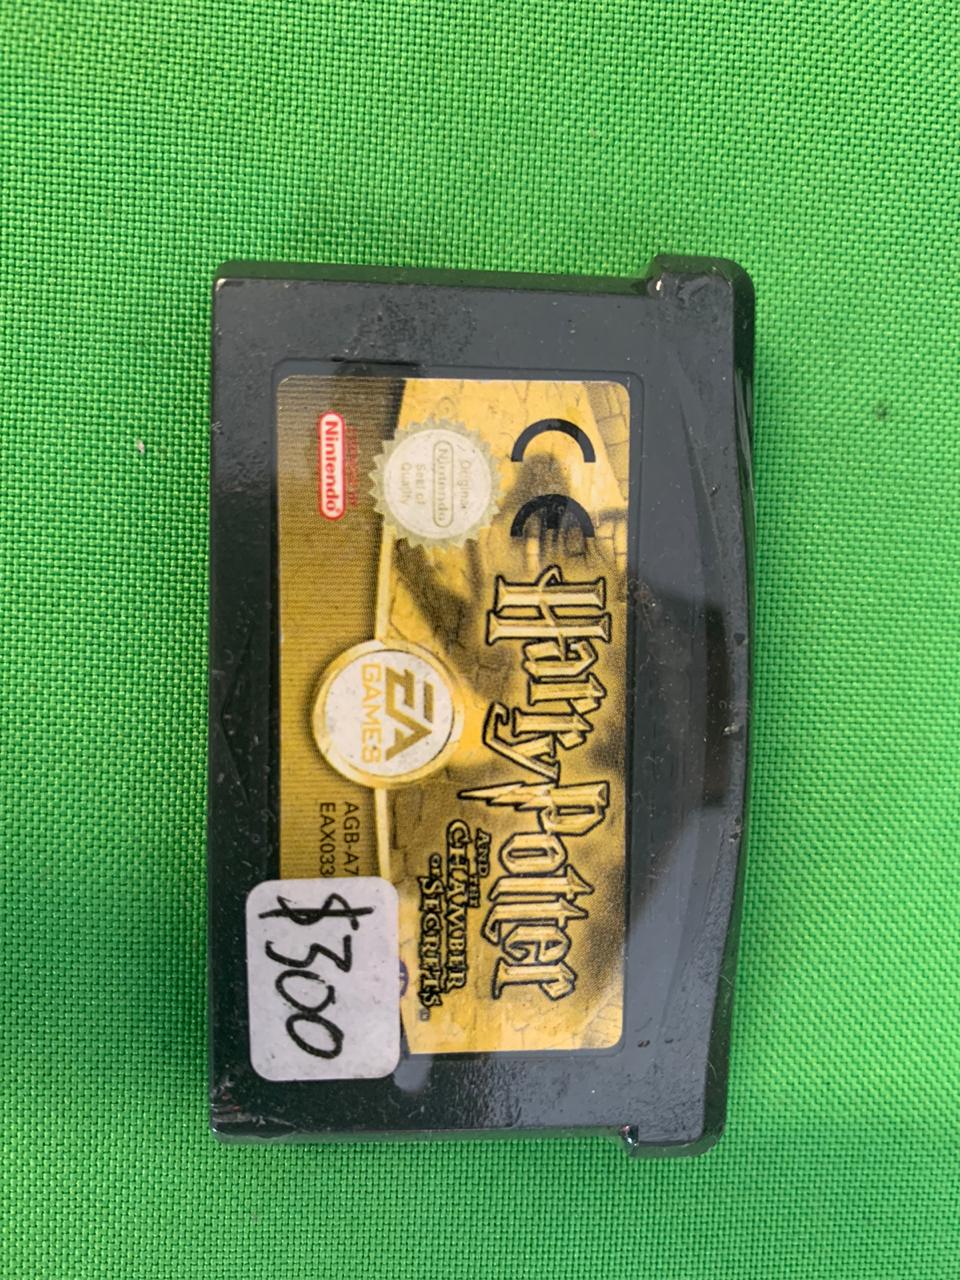 CE
Harry Potter
AND THE
CHAMBER
OF SECRETS
Original
Nintendo
Seal of
Quality
EA
GAMES
Nintendo
AGB-A7
EAX033
$300